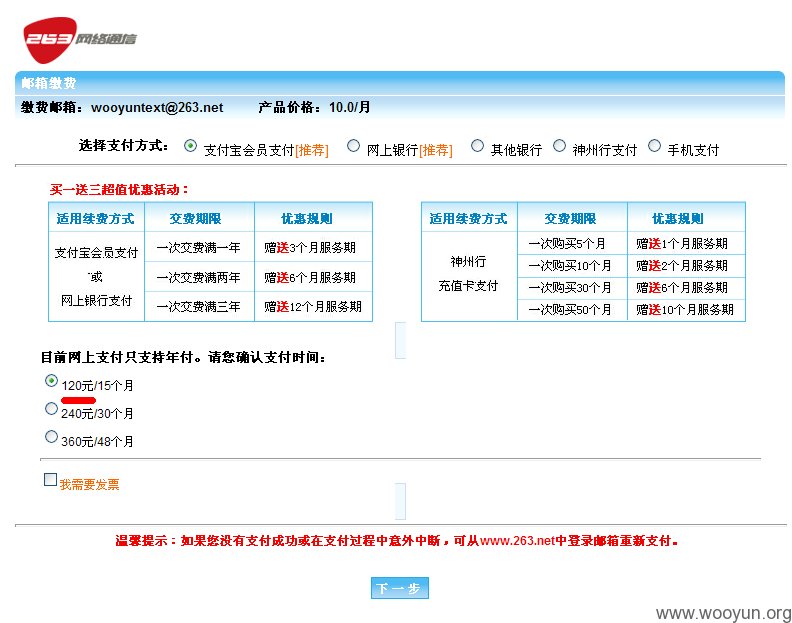 263网络通信
邮箱缴费
缴费邮箱：wooyuntext@263.net 产品价格：10.0/月
选择支付方式： 支付宝会员支付[推荐] 网上银行[推荐] 其他银行 神州行支付 手机支付
买一送三超值优惠活动：
适用续费方式 交费期限 优惠规则
支付宝会员支付
或
网上银行支付
一次交费满一年 赠送3个月服务期
一次交费满两年 赠送6个月服务期
一次交费满三年 赠送12个月服务期
适用续费方式 交费期限 优惠规则
神州行
充值卡支付
一次购买5个月 赠送1个月服务期
一次购买10个月 赠送2个月服务期
一次购买30个月 赠送6个月服务期
一次购买50个月 赠送10个月服务期
目前网上支付只支持年付。请您确认支付时间：
120元/15个月
240元/30个月
360元/48个月
我需要发票
温馨提示：如果您没有支付成功或在支付过程中意外中断，可从www.263.net中登录邮箱重新支付。
下一步
www.wooyun.org